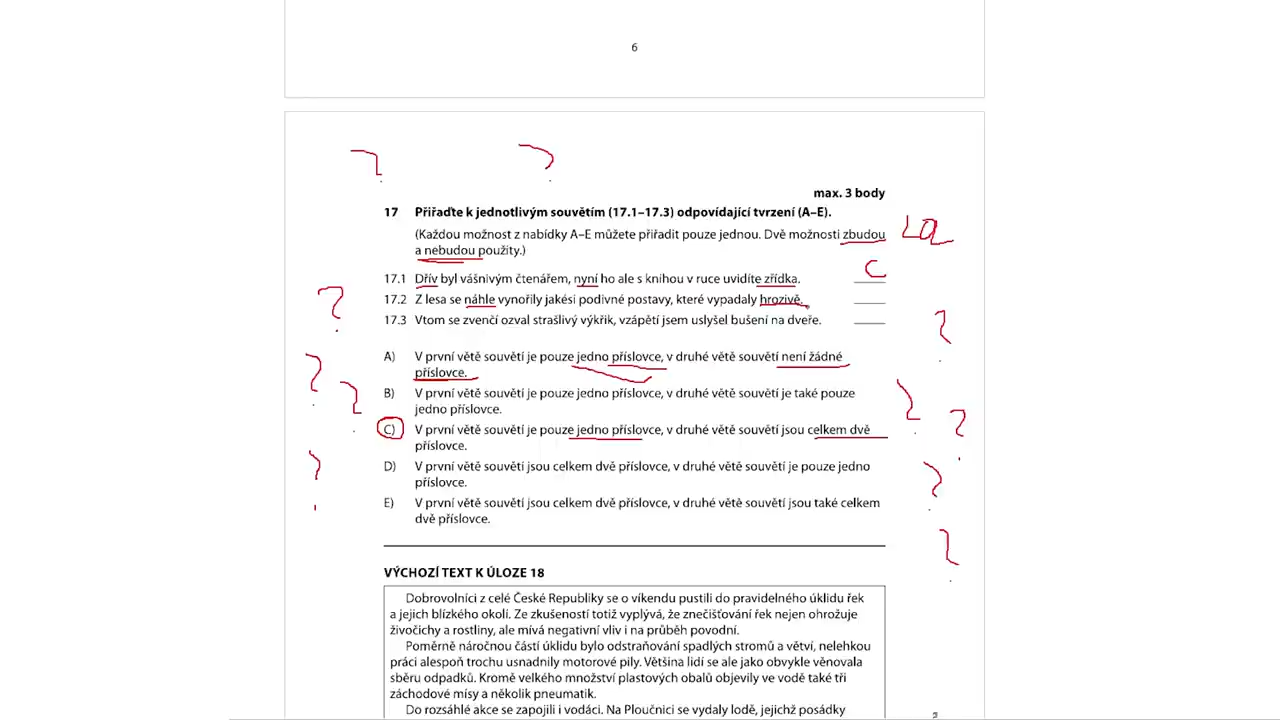 6
max. 3 body
17 Přiřaďte k jednotlivým souvětím (17.1–17.3) odpovídající tvrzení (A–E).
(Každou možnost z nabídky A–E můžete přiřadit pouze jednou. Dvě možnosti zbudou
a nebudou použity.)
C
17.1 Dřív byl vášnivým čtenářem, nyní ho ale s knihou v ruce uvidíte zřídka. ____
17.2 Z lesa se náhle vynořily jakési podivné postavy, které vypadaly hrozivě. ____
17.3 Vtom se zvenčí ozval strašlivý výkřik, vzápětí jsem uslyšel bušení na dveře. ____
A) V první větě souvětí je pouze jedno příslovce, v druhé větě souvětí není žádné
příslovce.
B) V první větě souvětí je pouze jedno příslovce, v druhé větě souvětí je také pouze
jedno příslovce.
C) V první větě souvětí je pouze jedno příslovce, v druhé větě souvětí jsou celkem dvě
příslovce.
D) V první větě souvětí jsou celkem dvě příslovce, v druhé větě souvětí je pouze jedno
příslovce.
E) V první větě souvětí jsou celkem dvě příslovce, v druhé větě souvětí jsou také celkem
dvě příslovce.
VÝCHOZÍ TEXT K ÚLOZE 18
Dobrovolníci z celé České Republiky se o víkendu pustili do pravidelného úklidu řek
a jejich blízkého okolí. Ze zkušeností totiž vyplývá, že znečišťování řek nejen ohrožuje
živočichy a rostliny, ale mívá negativní vliv i na průběh povodní.
Poměrně náročnou částí úklidu bylo odstraňování spadlých stromů a větví, nelehkou
práci alespoň trochu usnadnily motorové pily. Většina lidí se ale jako obvykle věnovala
sběru odpadků. Kromě velkého množství plastových obalů objevily ve vodě také tři
záchodové mísy a několik pneumatik.
Do rozsáhlé akce se zapojili i vodáci. Na Ploučnici se vydaly lodě, jejichž posádky